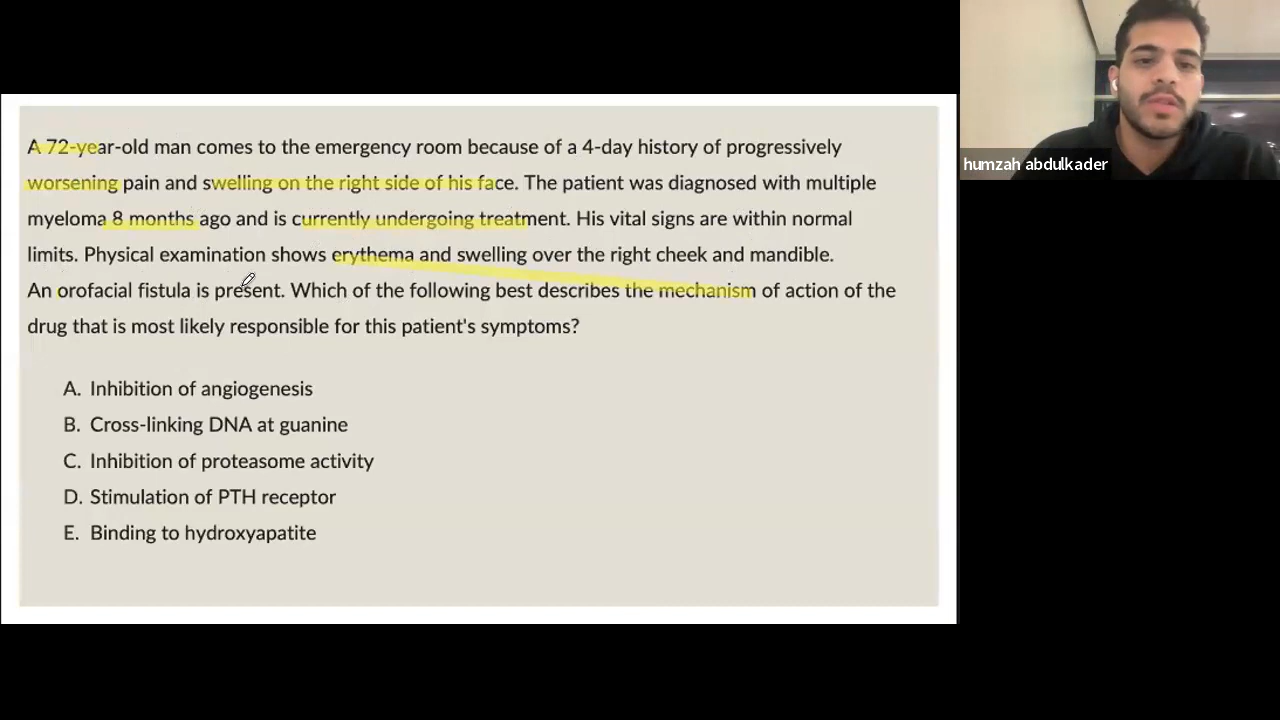 humzah abdulkader
A 72-year-old man comes to the emergency room because of a 4-day history of progressively
worsening pain and swelling on the right side of his face. The patient was diagnosed with multiple
myeloma 8 months ago and is currently undergoing treatment. His vital signs are within normal
limits. Physical examination shows erythema and swelling over the right cheek and mandible.
An orofacial fistula is present. Which of the following best describes the mechanism of action of the
drug that is most likely responsible for this patient's symptoms?
A. Inhibition of angiogenesis
B. Cross-linking DNA at guanine
C. Inhibition of proteasome activity
D. Stimulation of PTH receptor
E. Binding to hydroxyapatite